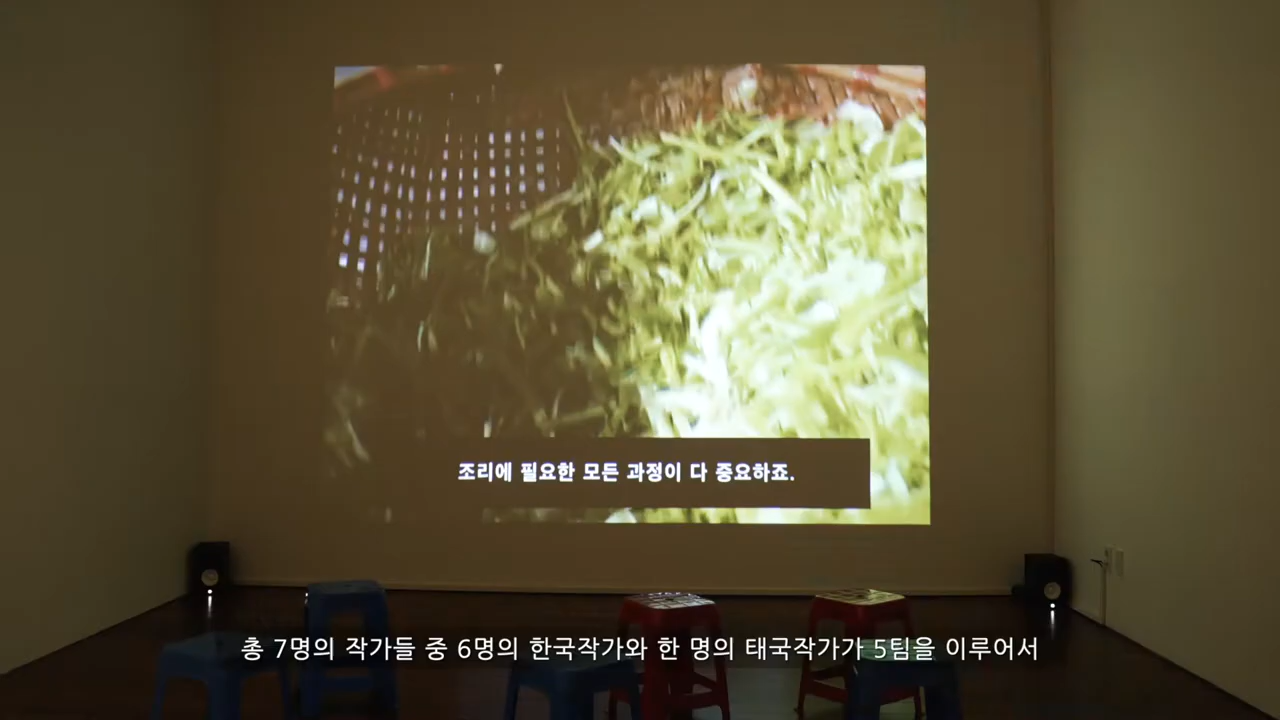 조리에 필요한 모든 과정이 다 중요하죠.
총 7명의 작가들 중 6명의 한국작가와 한 명의 태국작가가 5팀을 이루어서